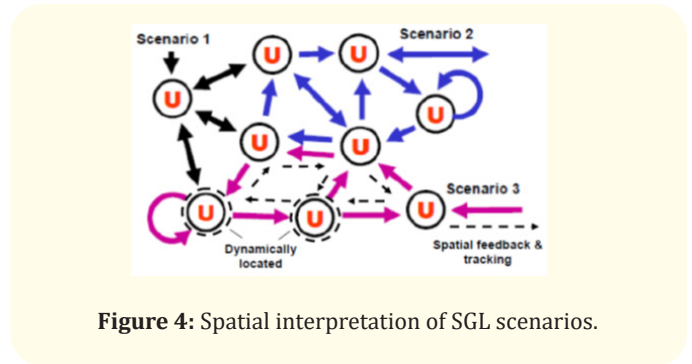 Scenario 1
Scenario 2
U
U
U
U
U
U
Scenario 3
U
U
U
Dynamically
located
Spatial feedback &
tracking
Figure 4: Spatial interpretation of SGL scenarios.